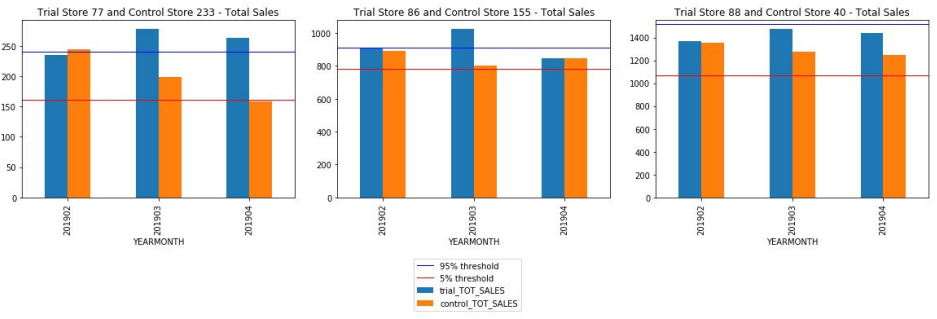 Trial Store 77 and Control Store 233 - Total Sales
250
200
150
100
50
0
201902
201903
201904
YEARMONTH
Trial Store 86 and Control Store 155 - Total Sales
1000
800
600
400
200
0
201902
201903
201904
YEARMONTH
Trial Store 88 and Control Store 40 - Total Sales
1400
1200
1000
800
600
400
200
0
201902
201903
201904
YEARMONTH
95% threshold
5% threshold
trial_TOT_SALES
control_TOT_SALES